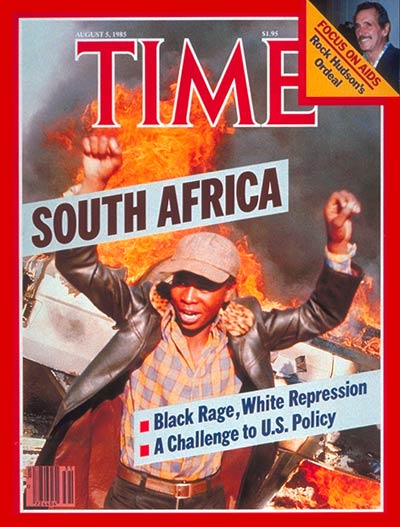 AUGUST 5, 1985
$1.95
TIME
FOCUS ON AIDS
Rock Hudson's
Ordeal
SOUTH AFRICA
■ Black Rage, White Repression
■ A Challenge to U.S. Policy